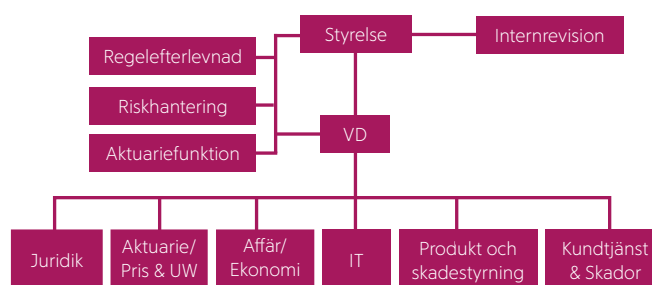 Styrelse
Internrevision
Regelefterlevnad
Riskhantering
VD
Aktuariefunktion
Juridik
Aktuarie/
Pris & UW
Affär/
Ekonomi
IT
Produkt och
skadestyrning
Kundtjänst
& Skador